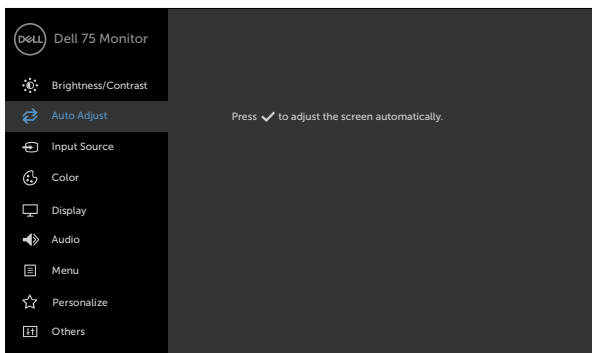 DELL Dell 75 Monitor
Brightness/Contrast
Auto Adjust
Press ✓ to adjust the screen automatically.
Input Source
Color
Display
Audio
Menu
Personalize
Others